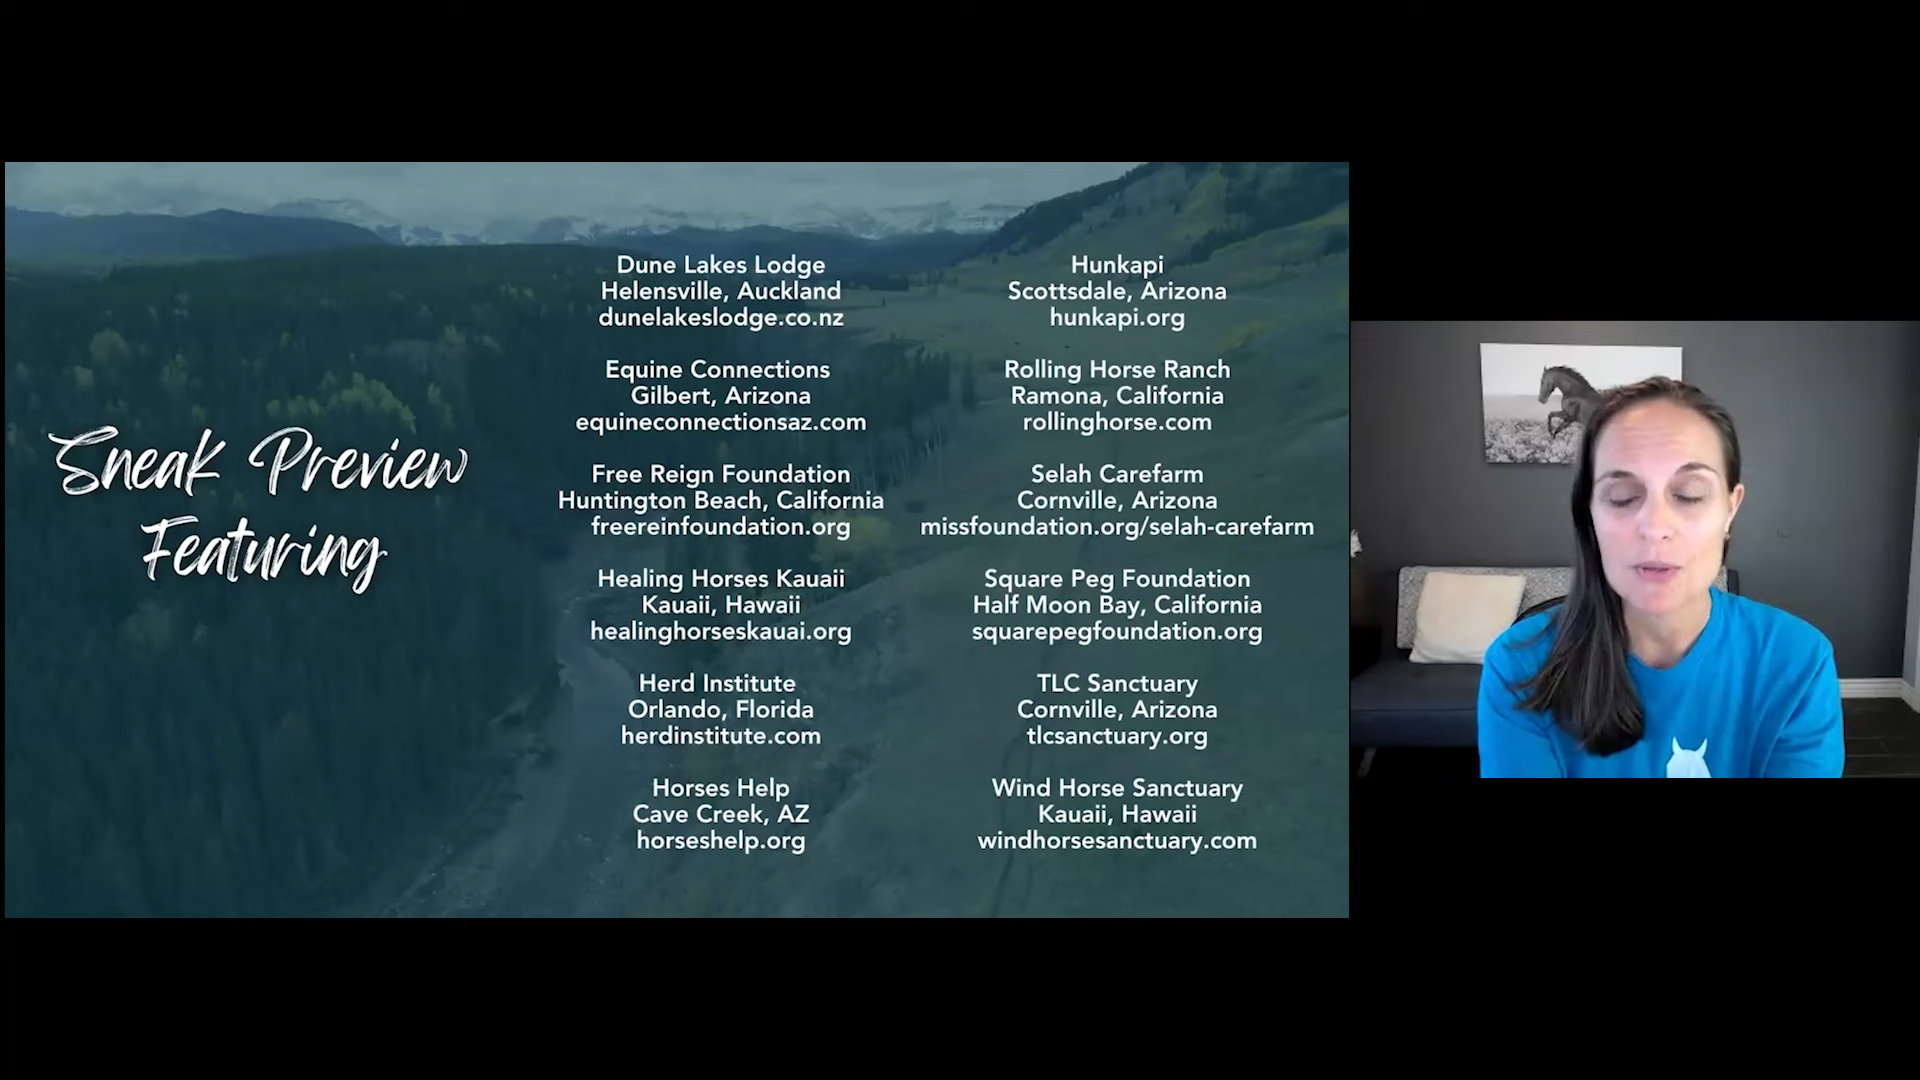 Sneak Preview
Featuring
Dune Lakes Lodge
Helensville, Auckland
dunelakeslodge.co.nz
Equine Connections
Gilbert, Arizona
equineconnectionsaz.com
Free Reign Foundation
Huntington Beach, California
freereinfoundation.org
Healing Horses Kauaii
Kauaii, Hawaii
healinghorseskauai.org
Herd Institute
Orlando, Florida
herdinstitute.com
Horses Help
Cave Creek, AZ
horseshelp.org
Hunkapi
Scottsdale, Arizona
hunkapi.org
Rolling Horse Ranch
Ramona, California
rollinghorse.com
Selah Carefarm
Cornville, Arizona
missfoundation.org/selah-carefarm
Square Peg Foundation
Half Moon Bay, California
squarepegfoundation.org
TLC Sanctuary
Cornville, Arizona
tlcsanctuary.org
Wind Horse Sanctuary
Kauaii, Hawaii
windhorsesanctuary.com